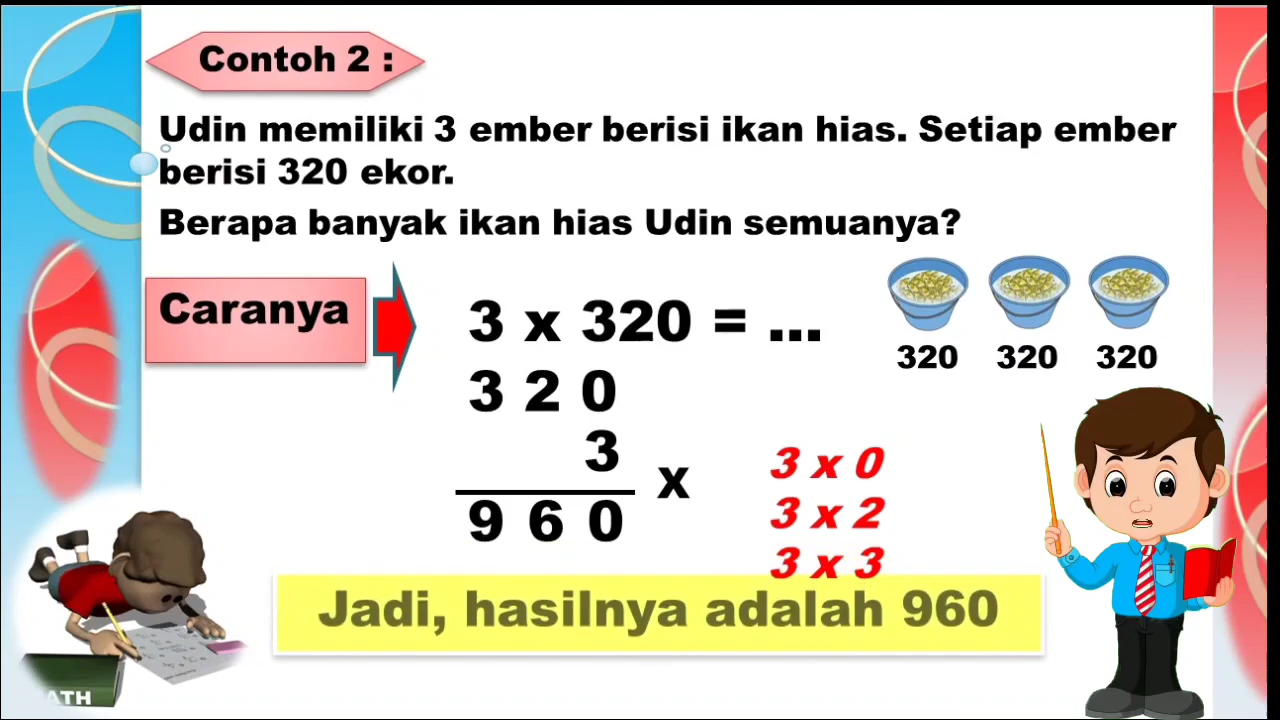 Contoh 2 :
Udin memiliki 3 ember berisi ikan hias. Setiap ember
berisi 320 ekor.
Berapa banyak ikan hias Udin semuanya?
Caranya
3 x 320 = ...
320 320 320
3 2 0
3
x
9 6 0
3 x 0
3 x 2
3 x 3
Jadi, hasilnya adalah 960
ATH